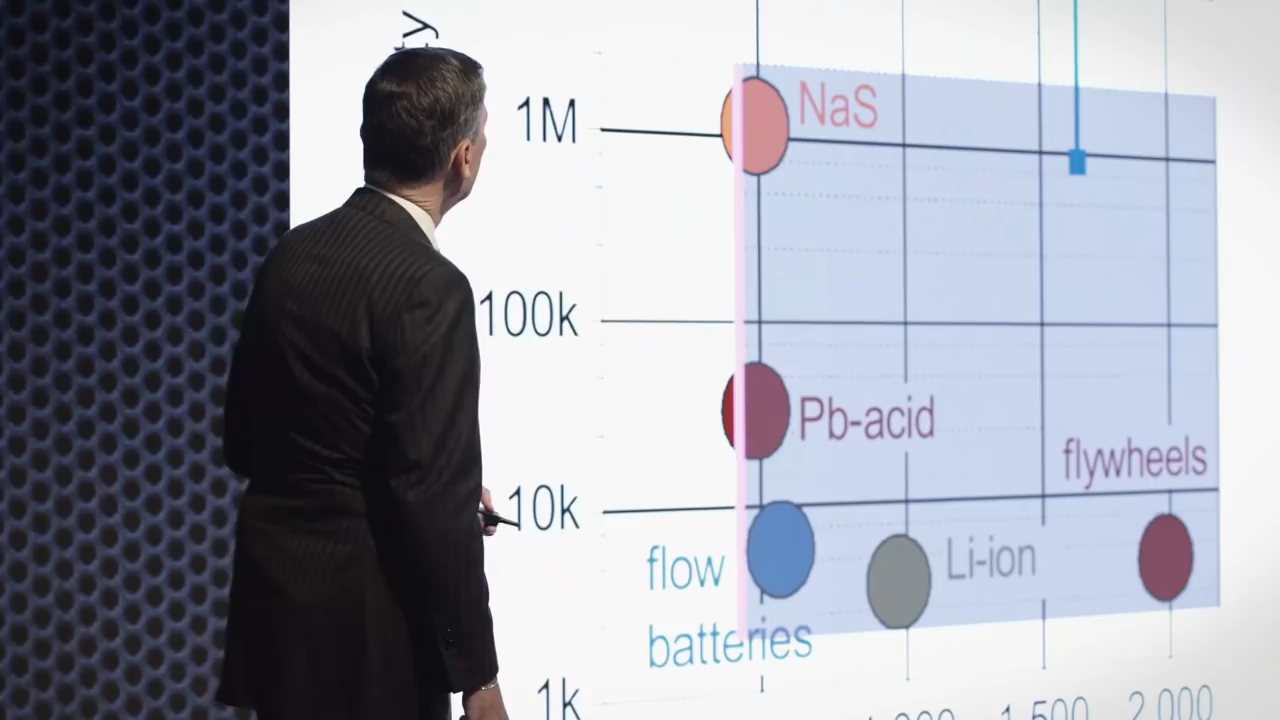 1M
NaS
100k
Pb-acid
flywheels
10k
flow
batteries
Li-ion
1k
1,500
2,000